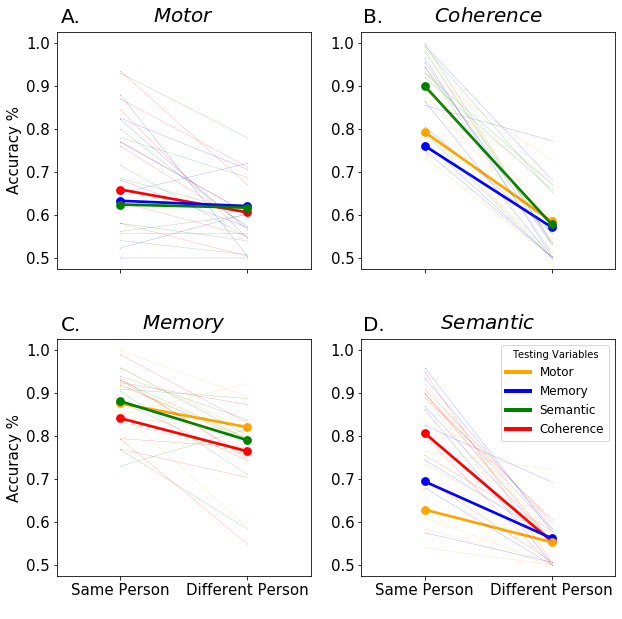 A. Motor
B. Coherence
1.0
0.9
0.8
0.7
0.6
0.5
Accuracy %
1.0
0.9
0.8
0.7
0.6
0.5
C. Memory
D. Semantic
1.0
0.9
0.8
0.7
0.6
0.5
Accuracy %
Same Person
Different Person
1.0
0.9
0.8
0.7
0.6
0.5
Testing Variables
Motor
Memory
Semantic
Coherence
Same Person
Different Person